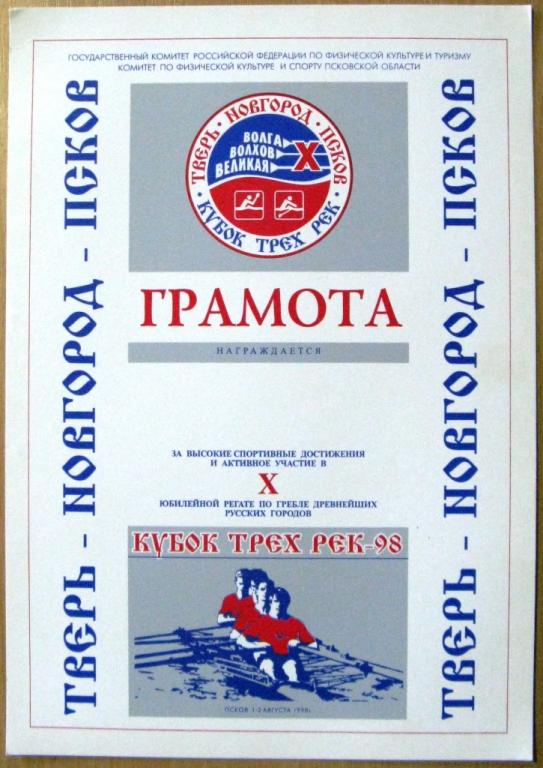 ГОСУДАРСТВЕННЫЙ КОМИТЕТ РОССИЙСКОЙ ФЕДЕРАЦИИ ПО ФИЗИЧЕСКОЙ КУЛЬТУРЕ И ТУРИЗМУ
КОМИТЕТ ПО ФИЗИЧЕСКОЙ КУЛЬТУРЕ И СПОРТУ ПСКОВСКОЙ ОБЛАСТИ
ТВЕРЬ - НОВГОРОД - ПСКОВ
ТВЕРЬ · НОВГОРОД · ПСКОВ
ВОЛГА
ВОЛХОВ
ВЕЛИКАЯ
X
· КУБОК ТРЕХ РЕК ·
ГРАМОТА
НАГРАЖДАЕТСЯ
ЗА ВЫСОКИЕ СПОРТИВНЫЕ ДОСТИЖЕНИЯ
И АКТИВНОЕ УЧАСТИЕ В
X
ЮБИЛЕЙНОЙ РЕГАТЕ ПО ГРЕБЛЕ ДРЕВНЕЙШИХ
РУССКИХ ГОРОДОВ
КУБОК ТРЕХ РЕК-98
ПСКОВ 1-2 АВГУСТА 1998г.
ТВЕРЬ - НОВГОРОД - ПСКОВ